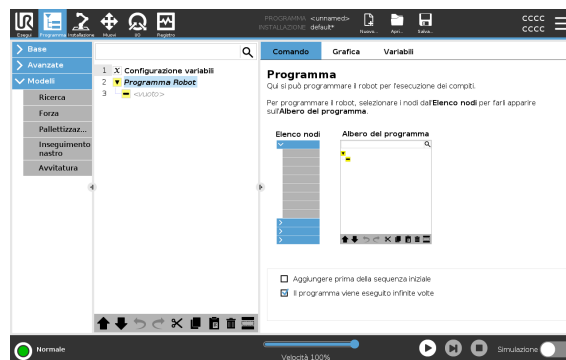 PROGRAMMA <unnamed>
INSTALLAZIONE default*
CCCC
CCCC
Esegui
Programma
Installazione
Muovi
I/O
Registro
Nuovo...
Apri...
Salva...
Base
Avanzate
Modelli
Ricerca
Forza
Pallettizzaz...
Inseguimento
nastro
Avvitatura
1 X Configurazione variabili
2 Programma Robot
3 <vuoto>
Comando
Grafica
Variabili
Programma
Qui si può programmare il robot per l'esecuzione dei compiti.
Per programmare il robot, selezionare i nodi dall'Elenco nodi per farli apparire
sull'Albero del programma.
Elenco nodi
Albero del programma
Aggiungere prima della sequenza iniziale
Il programma viene eseguito infinite volte
Normale
Velocità 100%
Simulazione